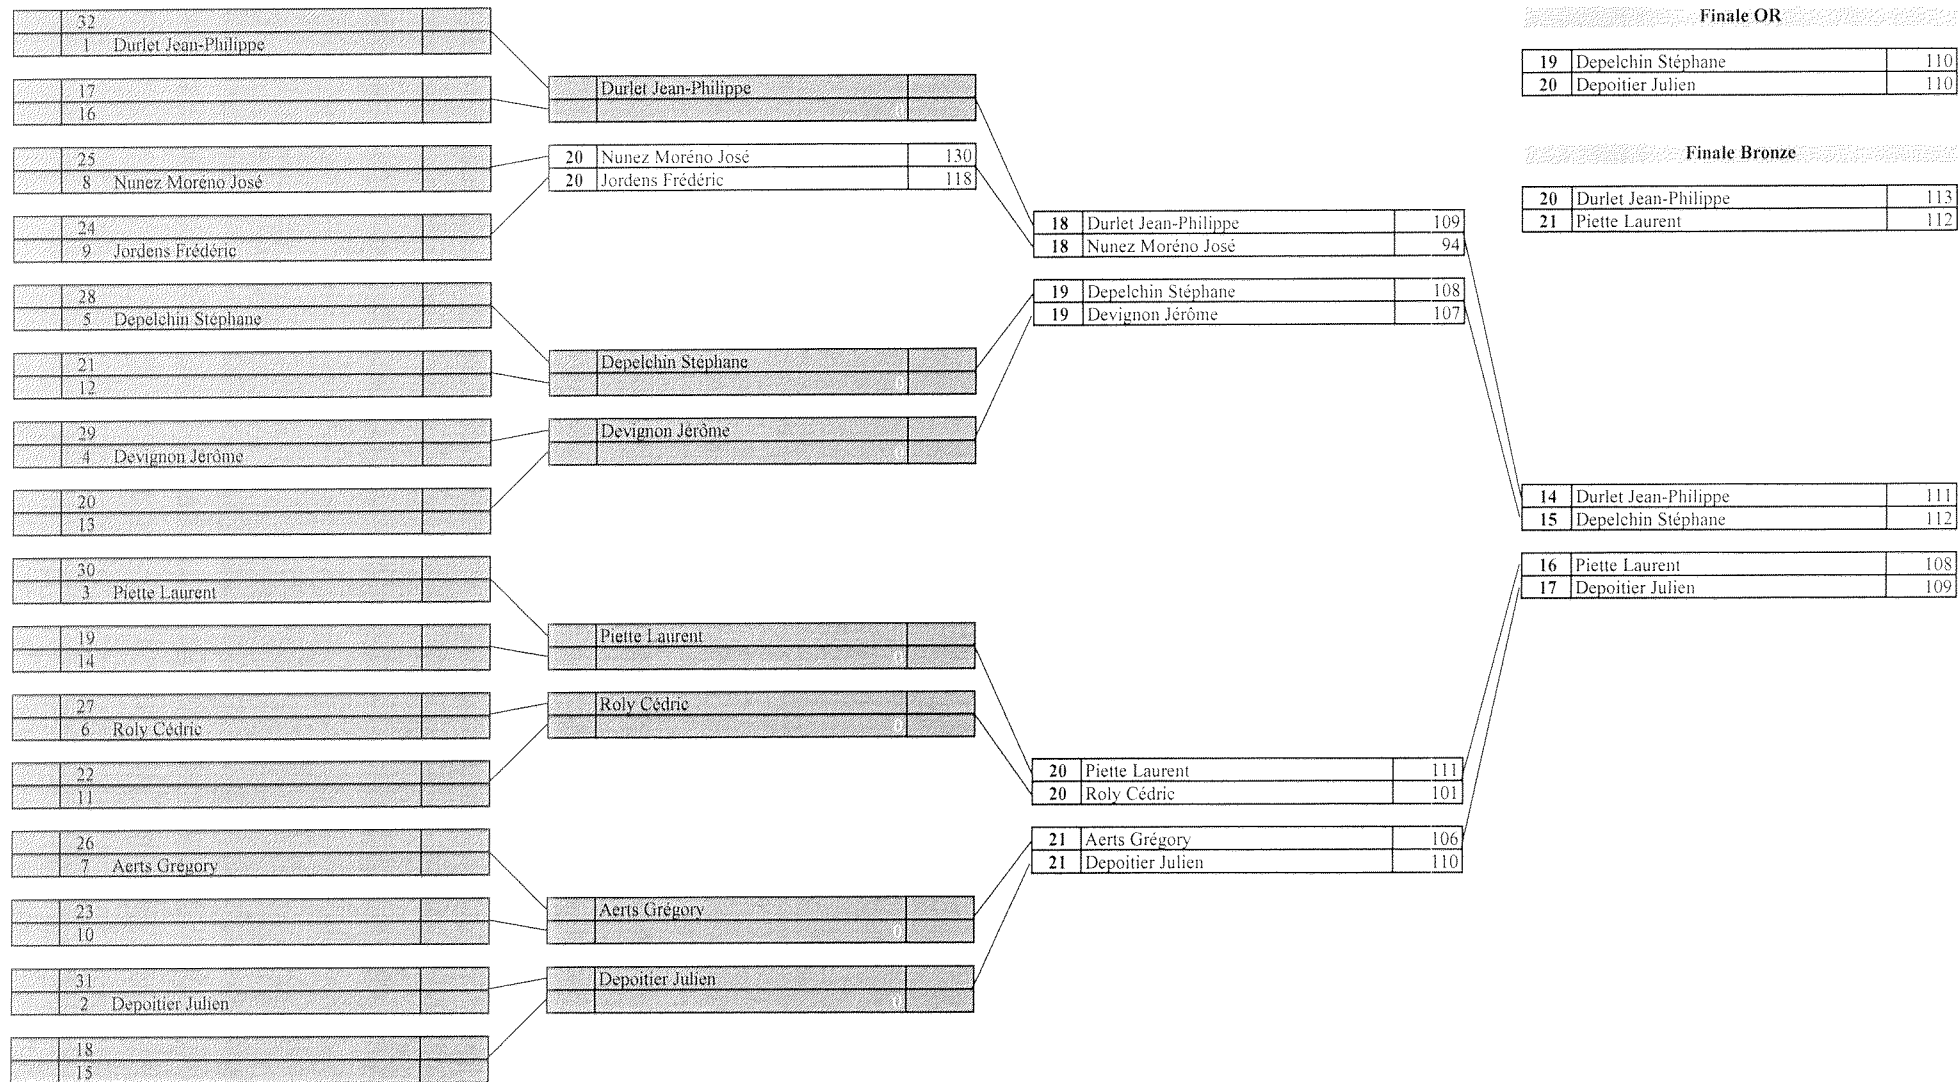 32
1 Durlet Jean-Philippe
17
16
25
8 Nunez Moréno José
24
9 Jordens Frédéric
28
5 Depelchin Stéphane
21
12
29
4 Devignon Jérôme
20
13
30
3 Piette Laurent
19
14
27
6 Roly Cédric
22
11
26
7 Aerts Grégory
23
10
31
2 Depoitier Julien
18
15
Durlet Jean-Philippe
0
20 Nunez Moréno José 130
20 Jordens Frédéric 118
Depelchin Stéphane
0
Devignon Jérôme
0
Piette Laurent
0
Roly Cédric
0
Aerts Grégory
0
Depoitier Julien
0
18 Durlet Jean-Philippe 109
18 Nunez Moréno José 94
19 Depelchin Stéphane 108
19 Devignon Jérôme 107
20 Piette Laurent 111
20 Roly Cédric 101
21 Aerts Grégory 106
21 Depoitier Julien 110
14 Durlet Jean-Philippe 111
15 Depelchin Stéphane 112
16 Piette Laurent 108
17 Depoitier Julien 109
Finale OR
19 Depelchin Stéphane 110
20 Depoitier Julien 110
Finale Bronze
20 Durlet Jean-Philippe 113
21 Piette Laurent 112